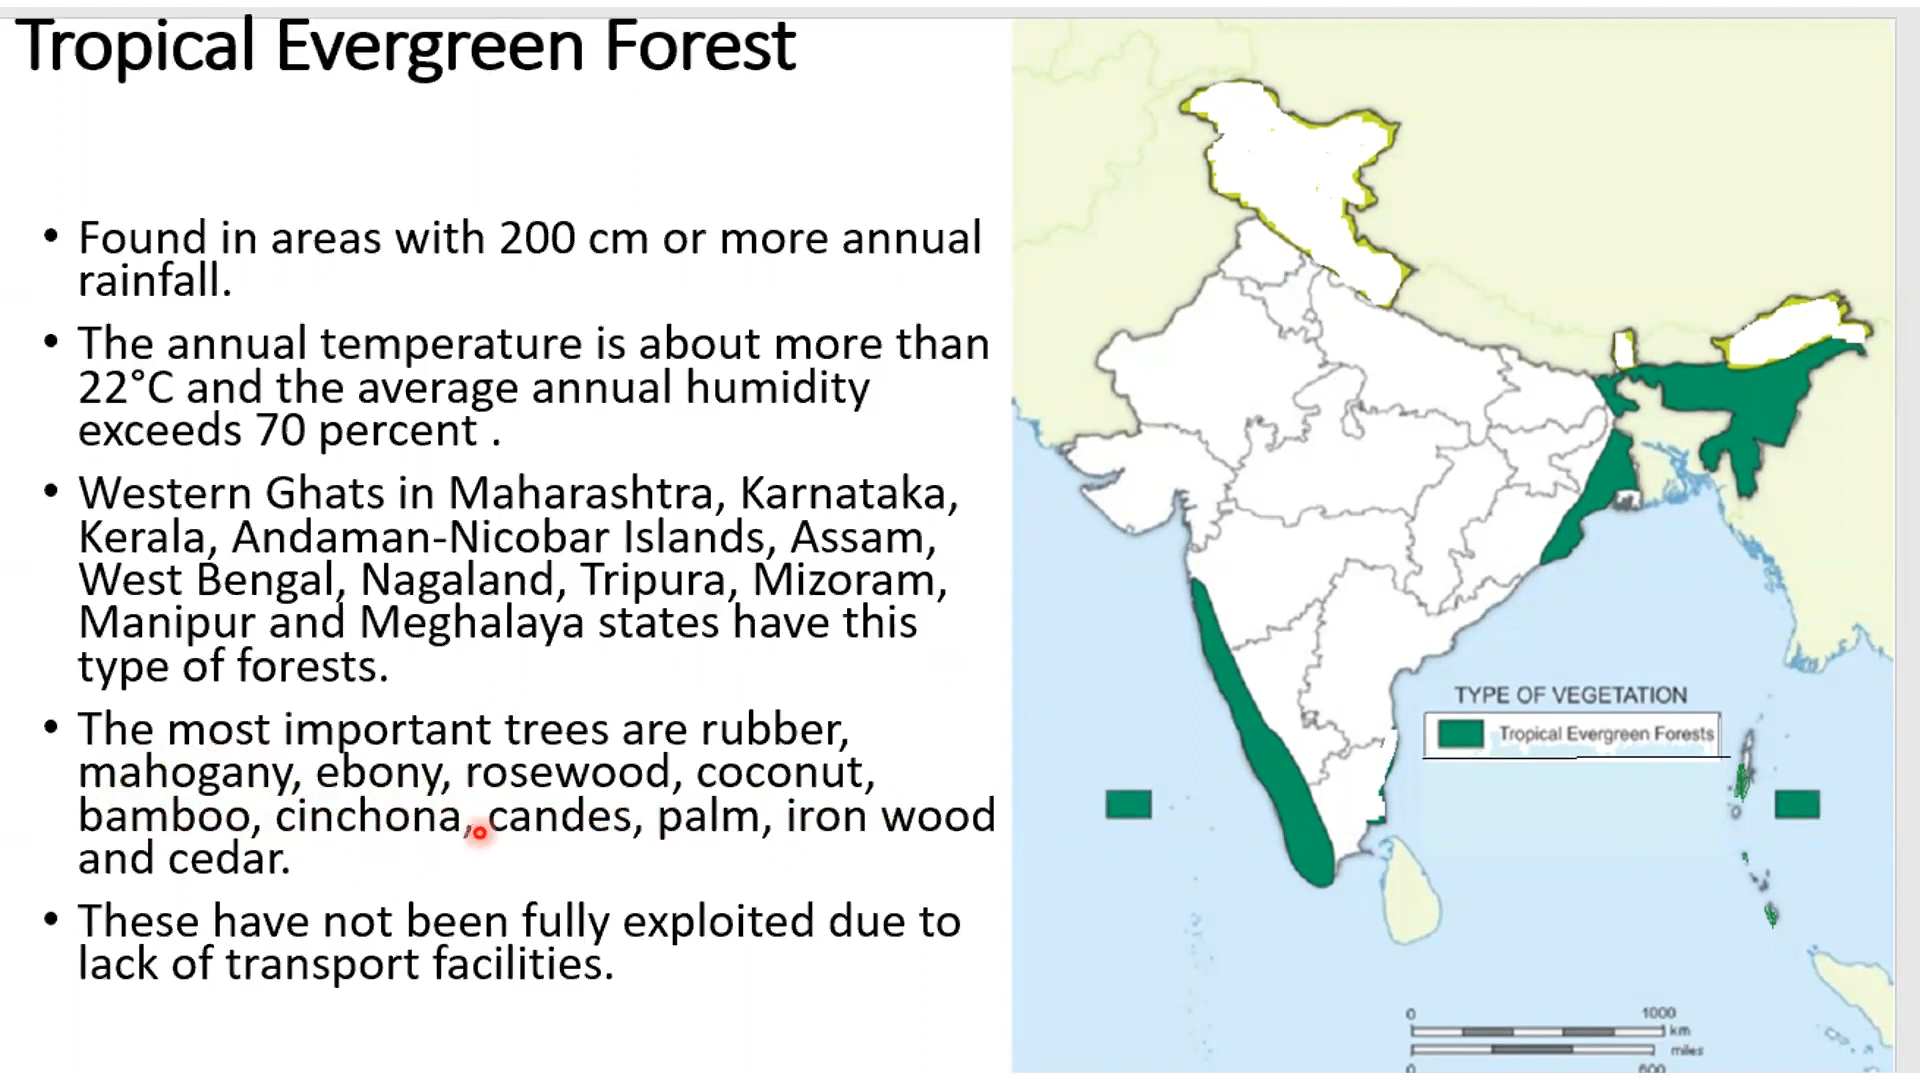 Tropical Evergreen Forest
• Found in areas with 200 cm or more annual
rainfall.
• The annual temperature is about more than
22°C and the average annual humidity
exceeds 70 percent .
• Western Ghats in Maharashtra, Karnataka,
Kerala, Andaman-Nicobar Islands, Assam,
West Bengal, Nagaland, Tripura, Mizoram,
Manipur and Meghalaya states have this
type of forests.
• The most important trees are rubber,
mahogany, ebony, rosewood, coconut,
bamboo, cinchona, candes, palm, iron wood
and cedar.
• These have not been fully exploited due to
lack of transport facilities.
TYPE OF VEGETATION
Tropical Evergreen Forests
0 1000
km
miles
0 600